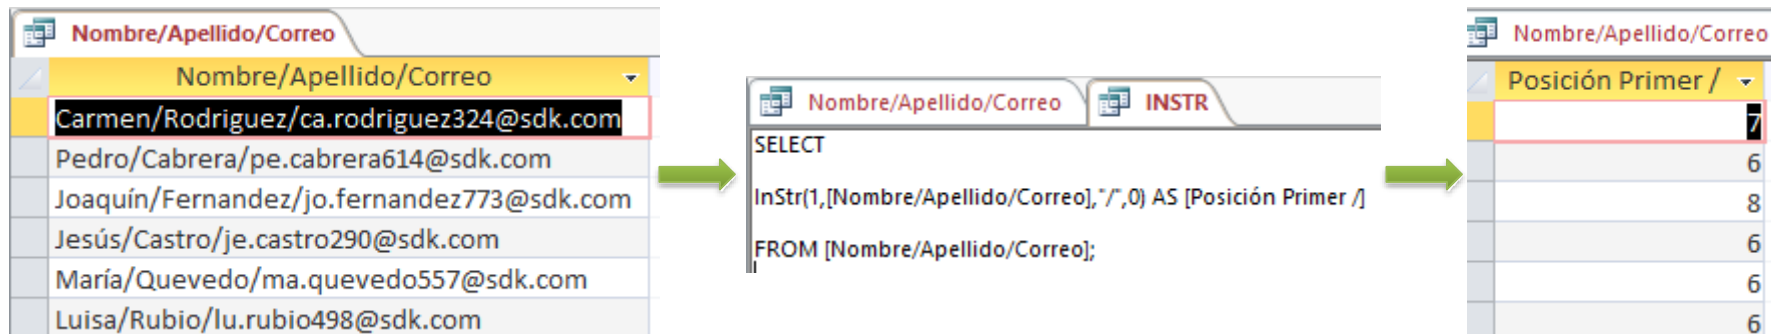 Nombre/Apellido/Correo
Nombre/Apellido/Correo
Carmen/Rodriguez/ca.rodriguez324@sdk.com
Pedro/Cabrera/pe.cabrera614@sdk.com
Joaquín/Fernandez/jo.fernandez773@sdk.com
Jesús/Castro/je.castro290@sdk.com
María/Quevedo/ma.quevedo557@sdk.com
Luisa/Rubio/lu.rubio498@sdk.com
Nombre/Apellido/Correo INSTR
SELECT
InStr(1,[Nombre/Apellido/Correo],"/",0) AS [Posición Primer /]
FROM [Nombre/Apellido/Correo];
Nombre/Apellido/Correo
Posición Primer /
7
6
8
6
6
6